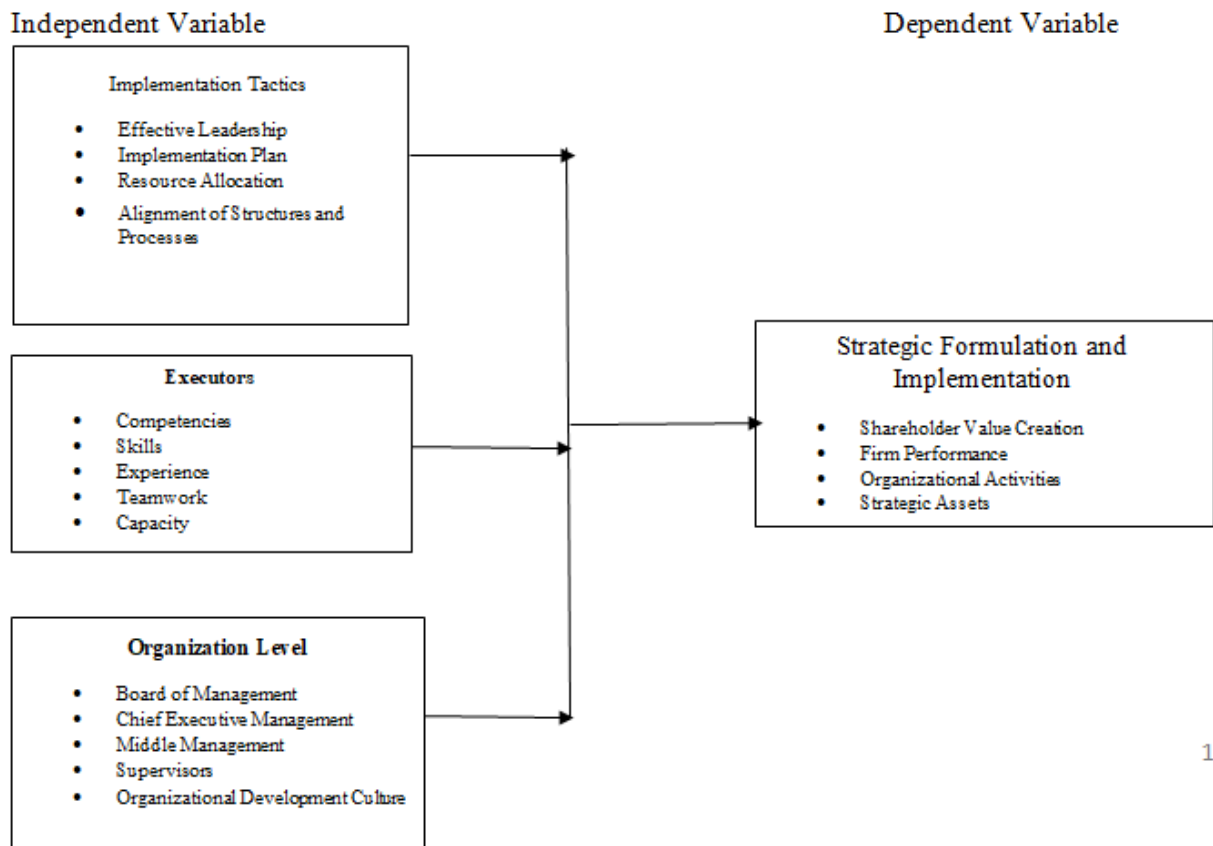 Independent Variable
Dependent Variable
Implementation Tactics
• Effective Leadership
• Implementation Plan
• Resource Allocation
• Alignment of Structures and
Processes
Executors
• Competencies
• Skills
• Experience
• Teamwork
• Capacity
Organization Level
• Board of Management
• Chief Executive Management
• Middle Management
• Supervisors
• Organizational Development Culture
Strategic Formulation and
Implementation
• Shareholder Value Creation
• Firm Performance
• Organizational Activities
• Strategic Assets
1